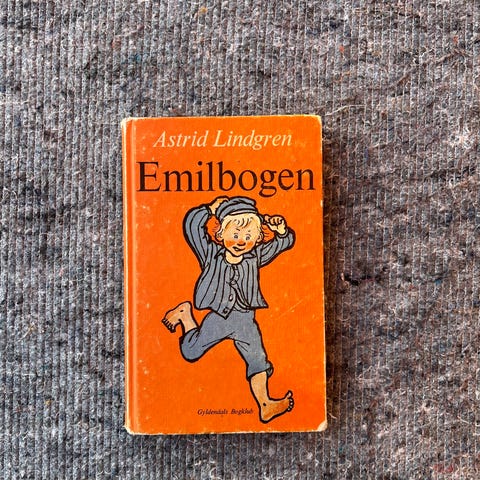 Astrid Lindgren
Emilbogen
Gyldendals Bogklub